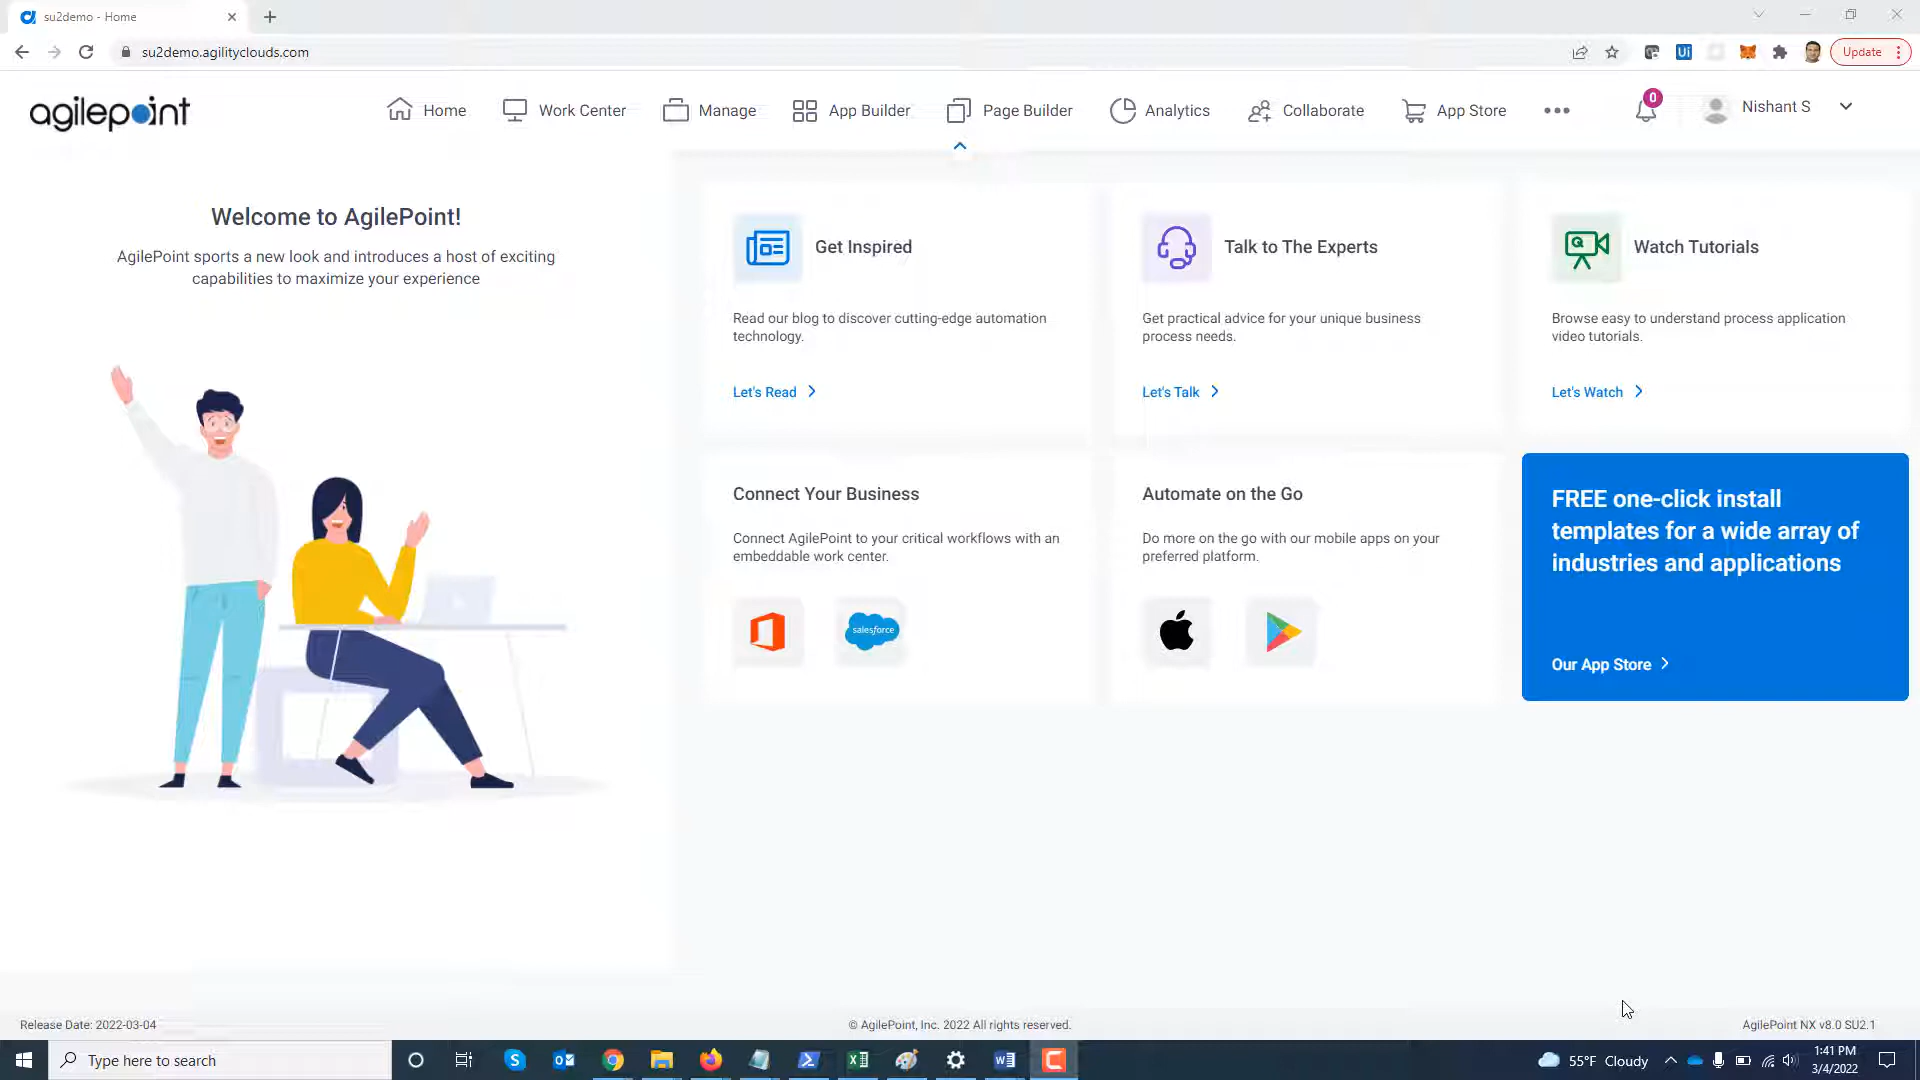 su2demo - Home
su2demo.agilityclouds.com
Update
agilepoint
Home
Work Center
Manage
App Builder
Page Builder
Analytics
Collaborate
App Store
0
Nishant S
Welcome to AgilePoint!
AgilePoint sports a new look and introduces a host of exciting
capabilities to maximize your experience
Get Inspired
Read our blog to discover cutting-edge automation
technology.
Let's Read
Talk to The Experts
Get practical advice for your unique business
process needs.
Let's Talk
Watch Tutorials
Browse easy to understand process application
video tutorials.
Let's Watch
Connect Your Business
Connect AgilePoint to your critical workflows with an
embeddable work center.
salesforce
Automate on the Go
Do more on the go with our mobile apps on your
preferred platform.
FREE one-click install
templates for a wide array of
industries and applications
Our App Store
Release Date: 2022-03-04
© AgilePoint, Inc. 2022 All rights reserved.
AgilePoint NX v8.0 SU2.1
Type here to search
55°F Cloudy
1:41 PM
3/4/2022